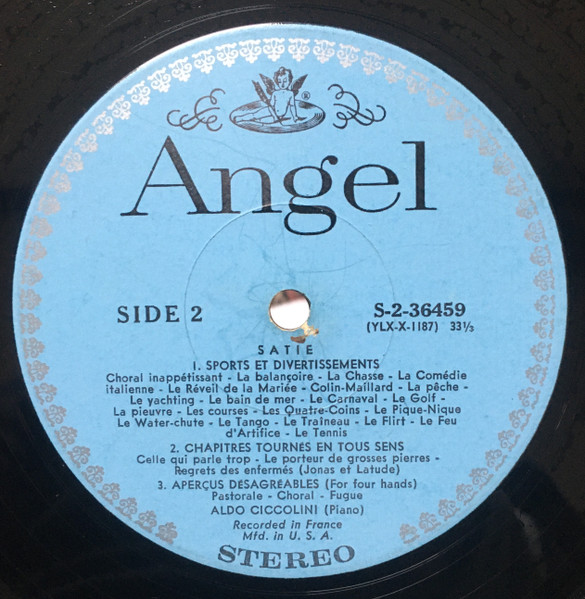 ®
Angel
SIDE 2
S-2-36459
(YLX-X-1187) 33⅓
SATIE
1. SPORTS ET DIVERTISSEMENTS
Choral inappétissant - La balançoire - La Chasse - La Comédie
italienne - Le Réveil de la Mariée - Colin-Maillard - La pêche -
Le yachting - Le bain de mer - Le Carnaval - Le Golf -
La pieuvre - Les courses - Les Quatre-Coins - Le Pique-Nique
Le Water-chute - Le Tango - Le Traîneau - Le Flirt - Le Feu
d'Artifice - Le Tennis
2. CHAPITRES TOURNÉS EN TOUS SENS
Celle qui parle trop - Le porteur de grosses pierres -
Regrets des enfermés (Jonas et Latude)
3. APERÇUS DÉSAGRÉABLES (For four hands)
Pastorale - Choral - Fugue
ALDO CICCOLINI (Piano)
Recorded in France
Mfd. in U. S. A.
STEREO